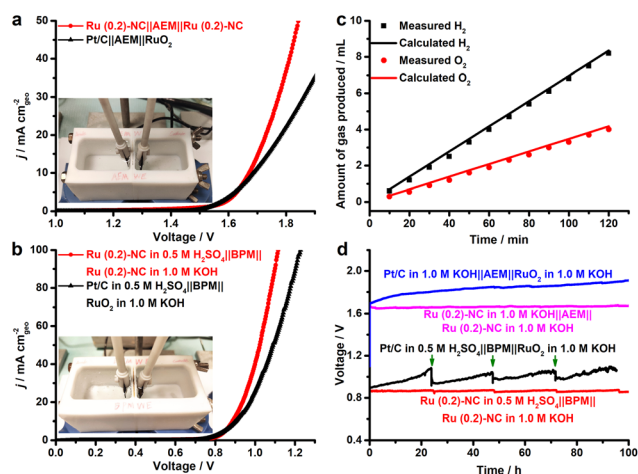 a
Ru (0.2)-NC||AEM||Ru (0.2)-NC
Pt/C||AEM||RuO₂
j / mA cm⁻²geo
50
40
30
20
10
0
1.0 1.2 1.4 1.6 1.8
Voltage / V
b
Ru (0.2)-NC in 0.5 M H₂SO₄||BPM||
Ru (0.2)-NC in 1.0 M KOH
Pt/C in 0.5 M H₂SO₄||BPM||
RuO₂ in 1.0 M KOH
j / mA cm⁻²geo
100
80
60
40
20
0
0.0 0.2 0.4 0.6 0.8 1.0 1.2
Voltage / V
c
Measured H₂
Calculated H₂
Measured O₂
Calculated O₂
Amount of gas produced / mL
10
8
6
4
2
0
0 20 40 60 80 100 120
Time / min
d
Pt/C in 1.0 M KOH||AEM||RuO₂ in 1.0 M KOH
Ru (0.2)-NC in 1.0 M KOH||AEM||
Ru (0.2)-NC in 1.0 M KOH
Pt/C in 0.5 M H₂SO₄||BPM||RuO₂ in 1.0 M KOH
Ru (0.2)-NC in 0.5 M H₂SO₄||BPM||
Ru (0.2)-NC in 1.0 M KOH
Voltage / V
2.0
1.6
1.2
0.8
0.4
0 20 40 60 80 100
Time / h